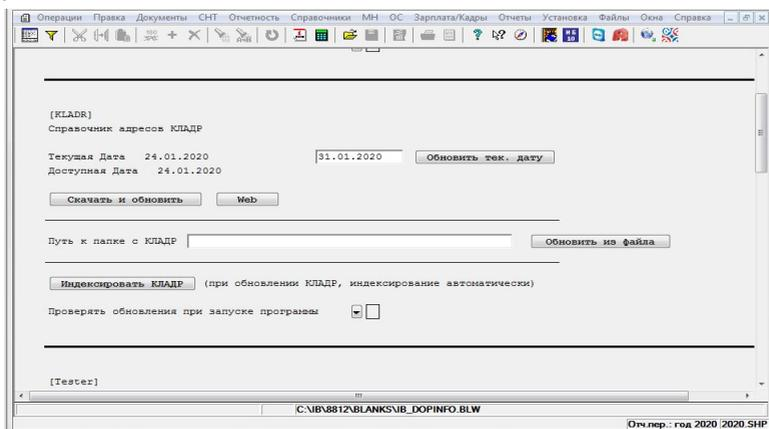 Операции Правка Документы СНТ Отчетность Справочники МН ОС Зарплата/Кадры Отчеты Установка Файлы Окна Справка
[KLADR]
Справочник адресов КЛАДР
Текущая Дата 24.01.2020 31.01.2020 Обновить тек. дату
Доступная Дата 24.01.2020
Скачать и обновить Web
Путь к папке с КЛАДР Обновить из файла
Индексировать КЛАДР (при обновлении КЛАДР, индексирование автоматически)
Проверять обновления при запуске программы
[Tester]
C:\IB\8812\BLANKS\IB_DOPINFO.BLW
Отч.пер.: год 2020 2020.SHP